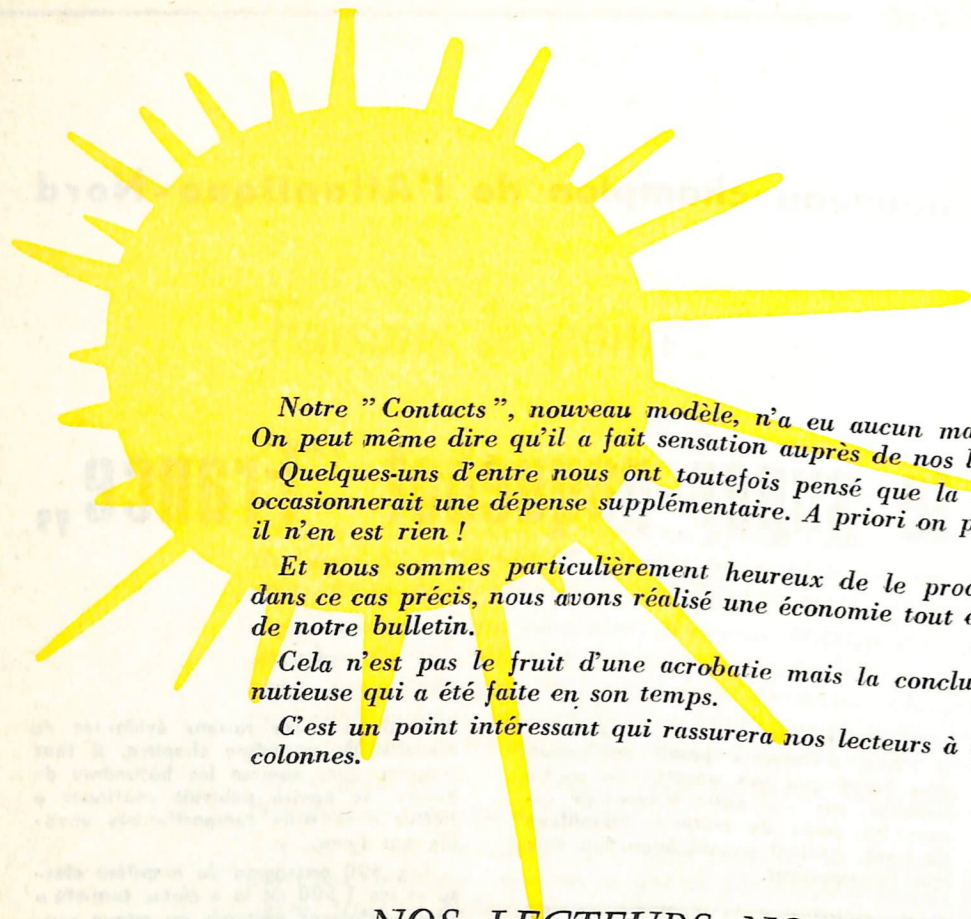 Notre ” Contacts ”, nouveau modèle, n'a eu aucun
On peut même dire qu'il a fait sensation auprès de nos
Quelques-uns d'entre nous ont toutefois pensé que la
occasionnerait une dépense supplémentaire. A priori on
il n'en est rien !
Et nous sommes particulièrement heureux de le
dans ce cas précis, nous avons réalisé une économie tout
de notre bulletin.
Cela n'est pas le fruit d'une acrobatie mais la
nutieuse qui a été faite en son temps.
C'est un point intéressant qui rassurera nos lecteurs à
colonnes.
NOS LECTEURS